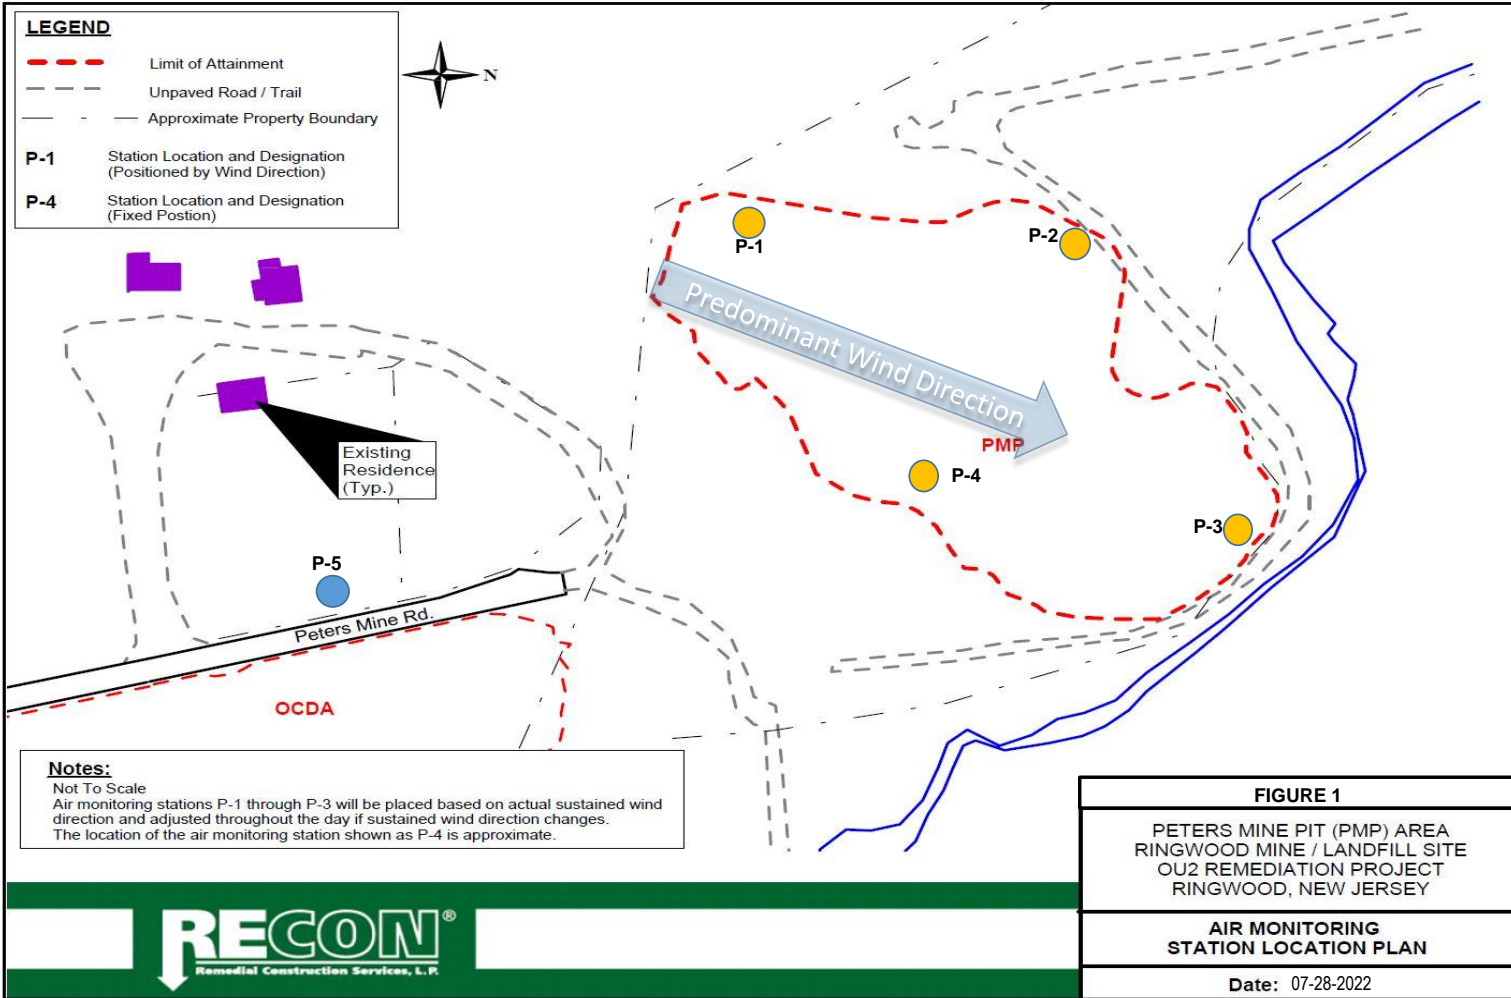 LEGEND
Limit of Attainment
Unpaved Road / Trail
Approximate Property Boundary
P-1
Station Location and Designation
(Positioned by Wind Direction)
P-4
Station Location and Designation
(Fixed Postion)
N
P-1
P-2
Predominant Wind Direction
PMP
P-4
P-3
Existing
Residence
(Typ.)
P-5
Peters Mine Rd.
OCDA
Notes:
Not To Scale
Air monitoring stations P-1 through P-3 will be placed based on actual sustained wind
direction and adjusted throughout the day if sustained wind direction changes.
The location of the air monitoring station shown as P-4 is approximate.
RECON®
Remedial Construction Services, L.P.
FIGURE 1
PETERS MINE PIT (PMP) AREA
RINGWOOD MINE / LANDFILL SITE
OU2 REMEDIATION PROJECT
RINGWOOD, NEW JERSEY
AIR MONITORING
STATION LOCATION PLAN
Date: 07-28-2022